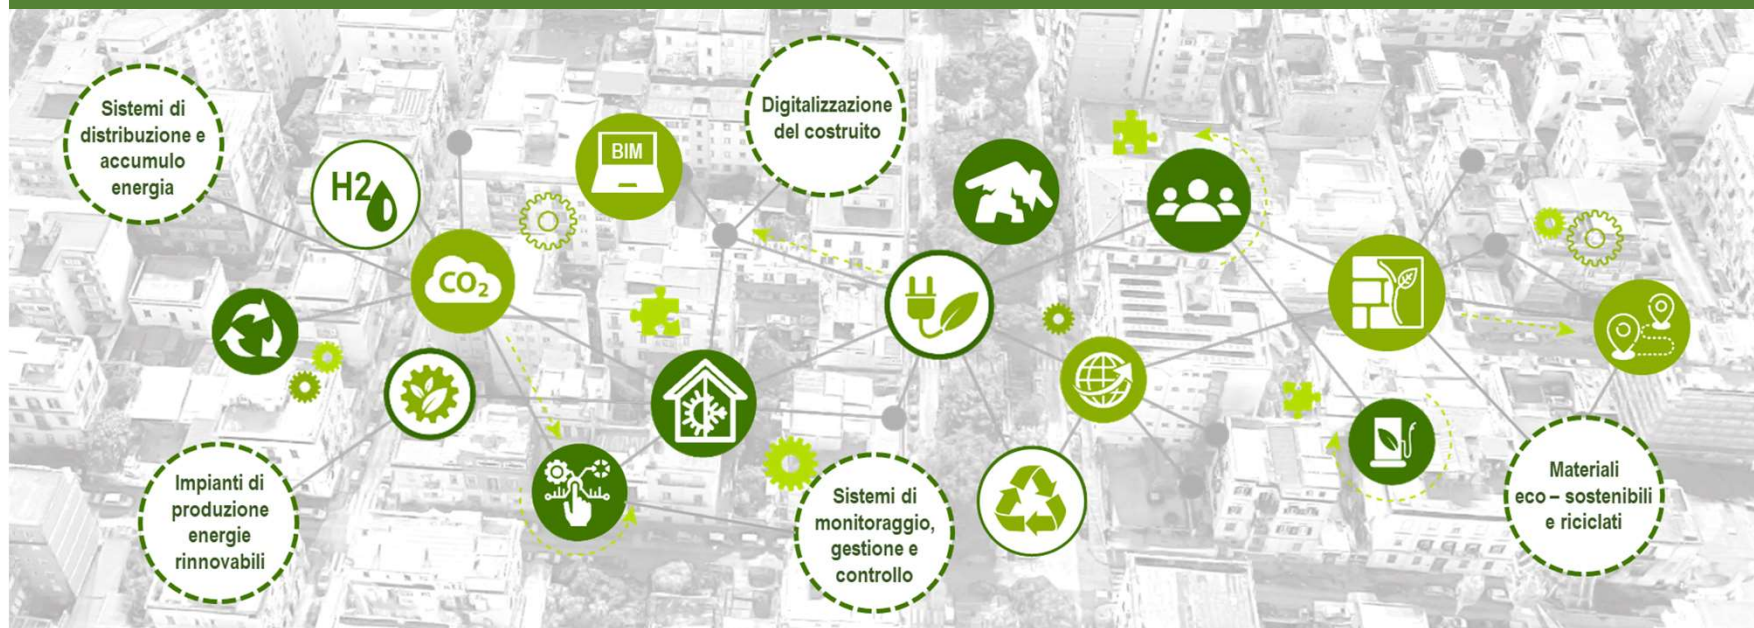 Sistemi di
distribuzione e
accumulo
energia
H2
BIM
Digitalizzazione
del costruito
CO₂
Impianti di
produzione
energie
rinnovabili
Sistemi di
monitoraggio,
gestione e
controllo
Materiali
eco – sostenibili
e riciclati